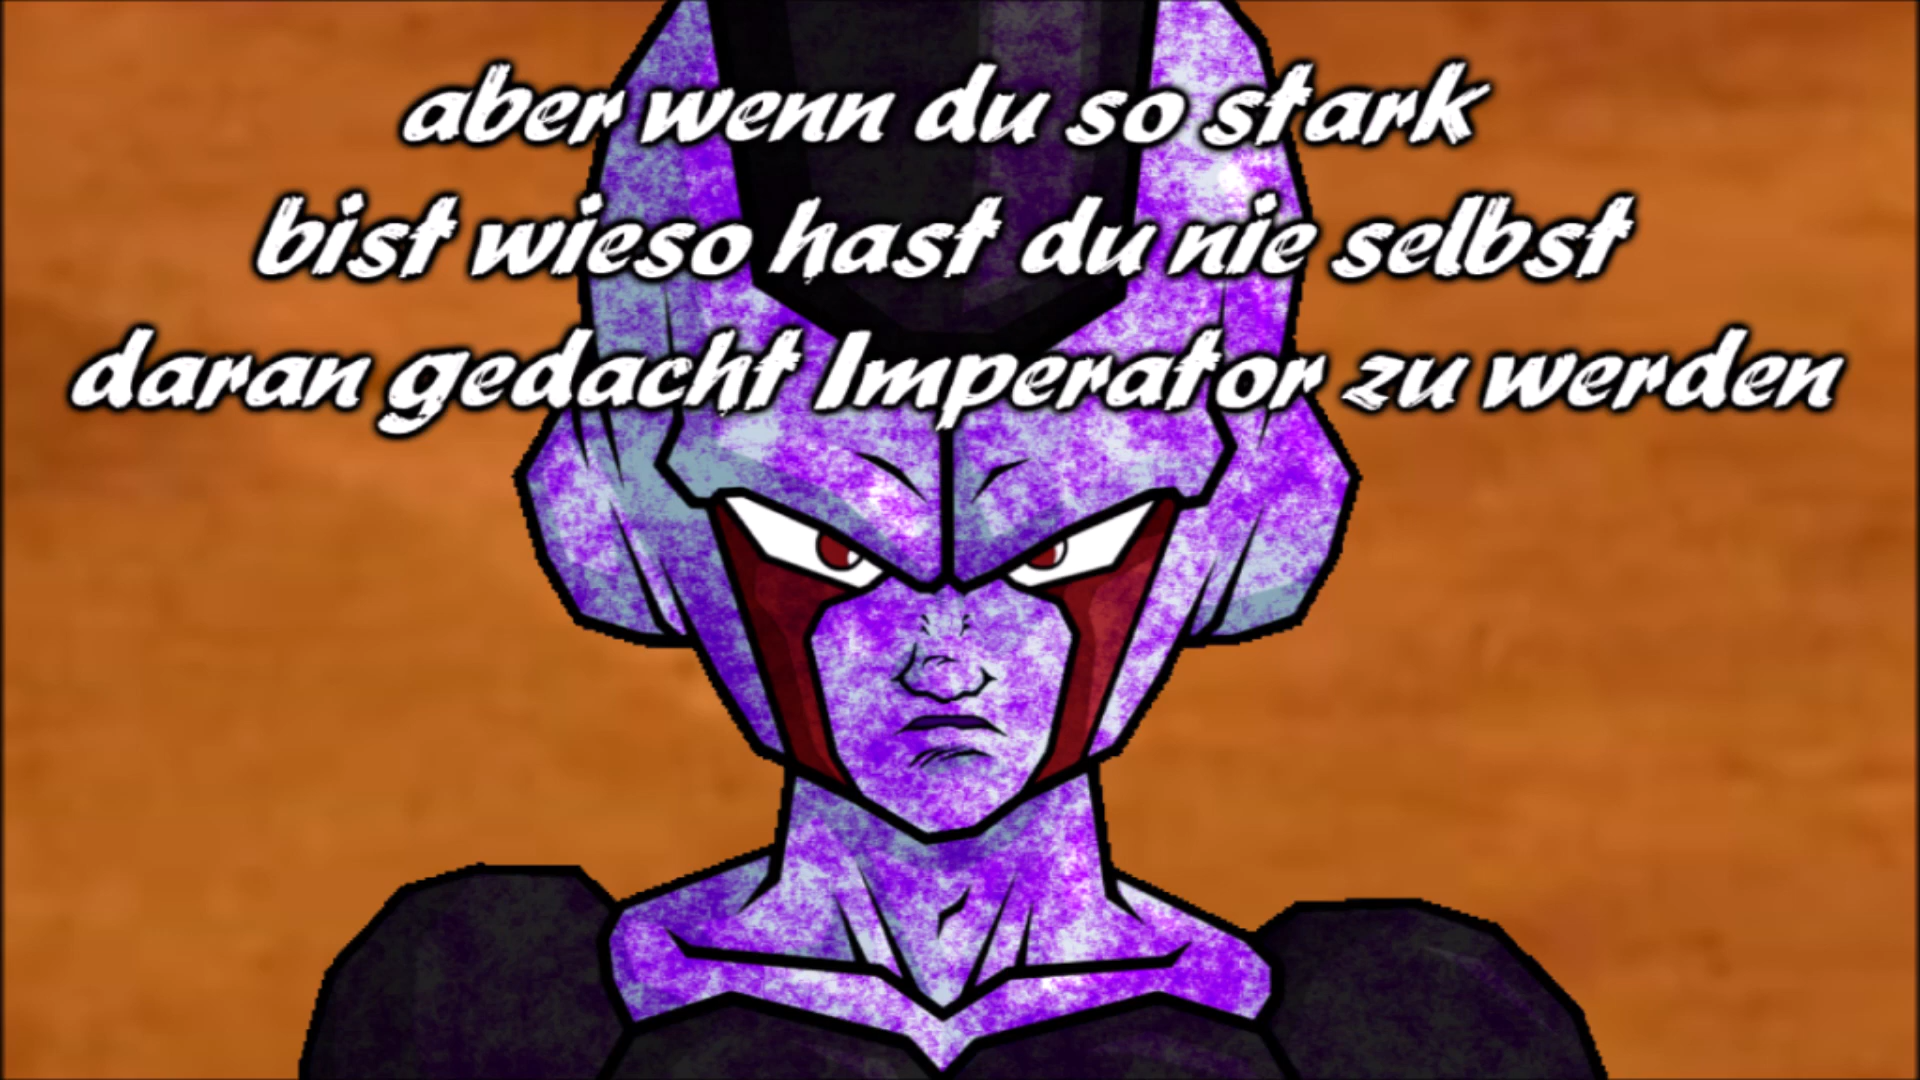 aber wenn du so stark
bist wieso hast du nie selbst
daran gedacht Imperator zu werden